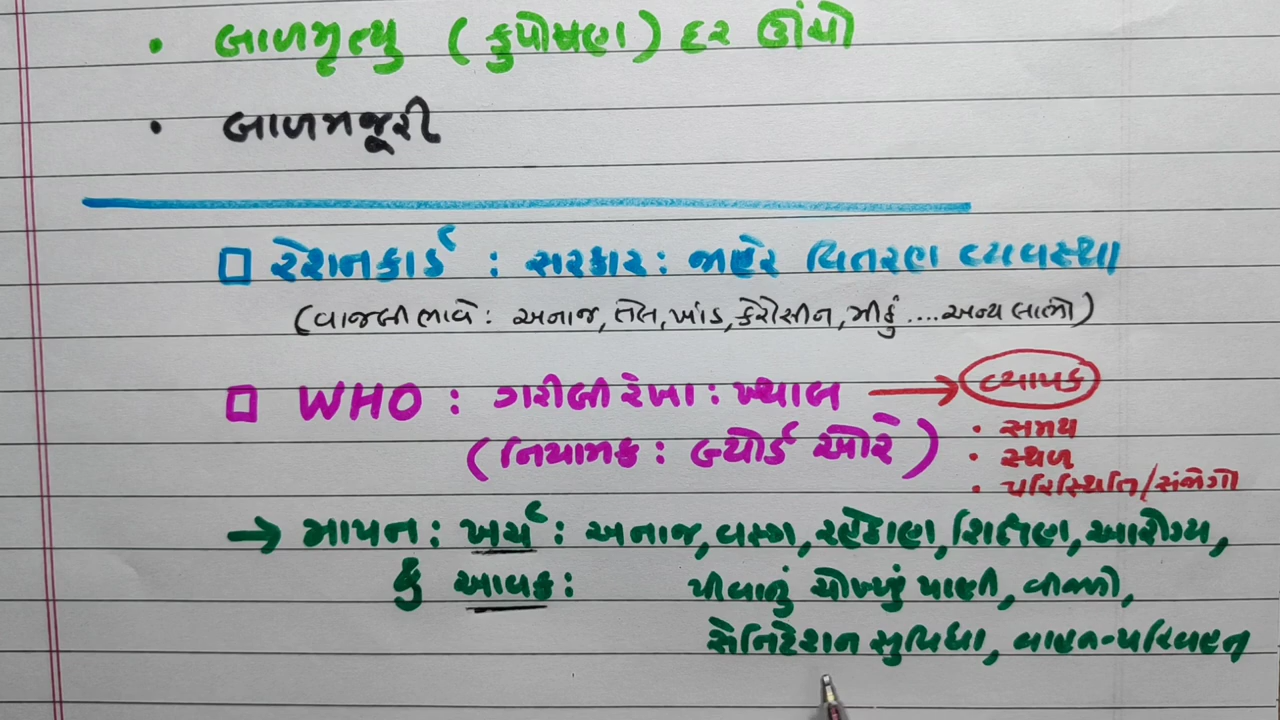 • બાળમૃત્યુ (કુપોષણ) દર ઊંચો
• બાળમજૂરી
□ રેશનકાર્ડ : સરકાર : જાહેર વિતરણ વ્યવસ્થા
(વાજબી ભાવે : અનાજ, તેલ, ખાંડ, કેરોસીન, મીઠું ....અન્ય લાભો)
□ WHO : ગરીબી રેખા : ખ્યાલ → વ્યાપક
(નિયામક : બ્યોર્ડ ઓરે)
• સમય
• સ્થળ
• પરિસ્થિતિ/સંજોગો
→ માપન : ખર્ચ : અનાજ, વસ્ત્ર, રહેઠાણ, શિક્ષણ, આરોગ્ય,
કે આવક : પીવાનું ચોખ્ખું પાણી, વીજળી,
સેનિટેશન સુવિધા, વાહન-પરિવહન